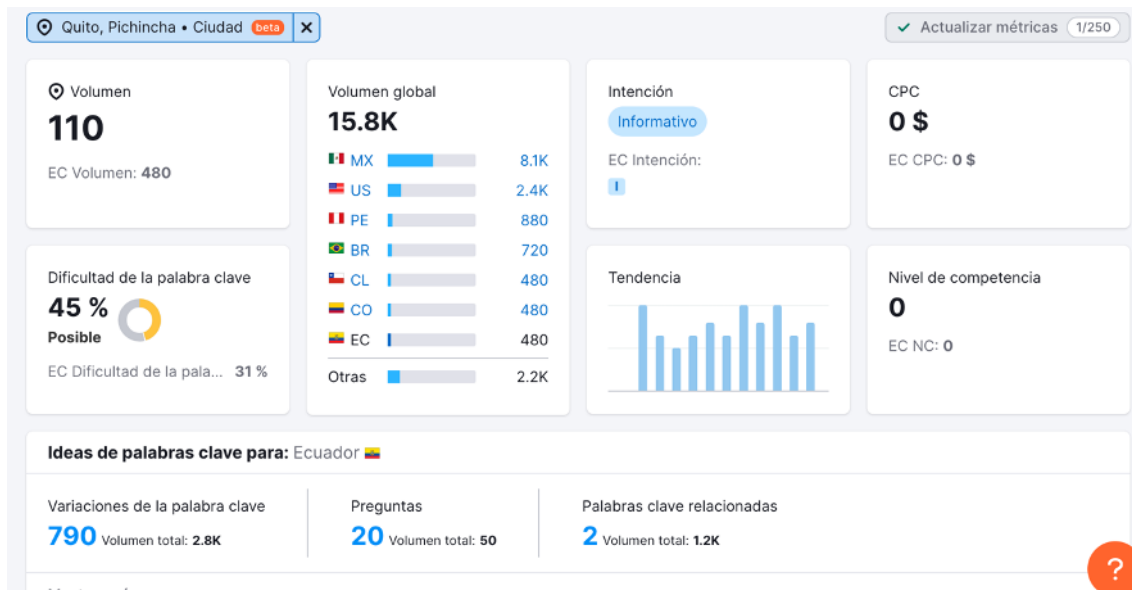 Quito, Pichincha • Ciudad beta ✕
✓ Actualizar métricas 1/250
Volumen
110
EC Volumen: 480
Volumen global
15.8K
MX 8.1K
US 2.4K
PE 880
BR 720
CL 480
CO 480
EC 480
Otras 2.2K
Intención
Informativo
EC Intención:
I
CPC
0 $
EC CPC: 0 $
Dificultad de la palabra clave
45 %
Posible
EC Dificultad de la pala... 31 %
Tendencia
Nivel de competencia
0
EC NC: 0
Ideas de palabras clave para: Ecuador
Variaciones de la palabra clave
790 Volumen total: 2.8K
Preguntas
20 Volumen total: 50
Palabras clave relacionadas
2 Volumen total: 1.2K
?